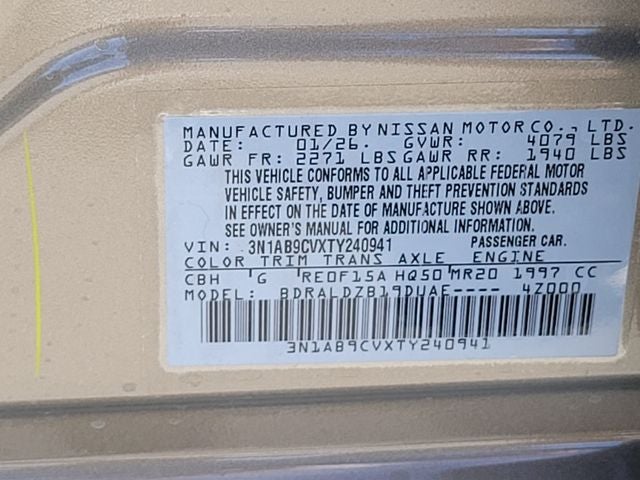 MANUFACTURED BY NISSAN MOTOR CO., LTD.
DATE: 01/26. GVWR: 4079 LBS
GAWR FR: 2271 LBS GAWR RR: 1940 LBS
THIS VEHICLE CONFORMS TO ALL APPLICABLE FEDERAL MOTOR
VEHICLE SAFETY, BUMPER AND THEFT PREVENTION STANDARDS
IN EFFECT ON THE DATE OF MANUFACTURE SHOWN ABOVE.
SEE OWNER'S MANUAL FOR ADDITIONAL INFORMATION.
VIN: 3N1AB9CVXTY240941 PASSENGER CAR.
COLOR TRIM TRANS AXLE ENGINE
CBH G RE0F15A HQ50 MR20 1997 CC
MODEL: BDRALDZB19DUAE---- 4Z000
3N1AB9CVXTY240941